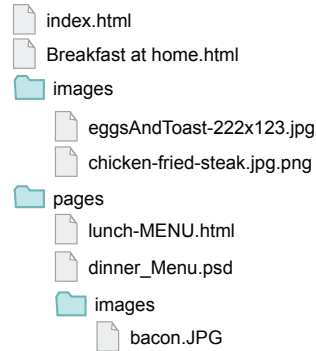 index.html
Breakfast at home.html
images
eggsAndToast-222x123.jpg
chicken-fried-steak.jpg.png
pages
lunch-MENU.html
dinner_Menu.psd
images
bacon.JPG